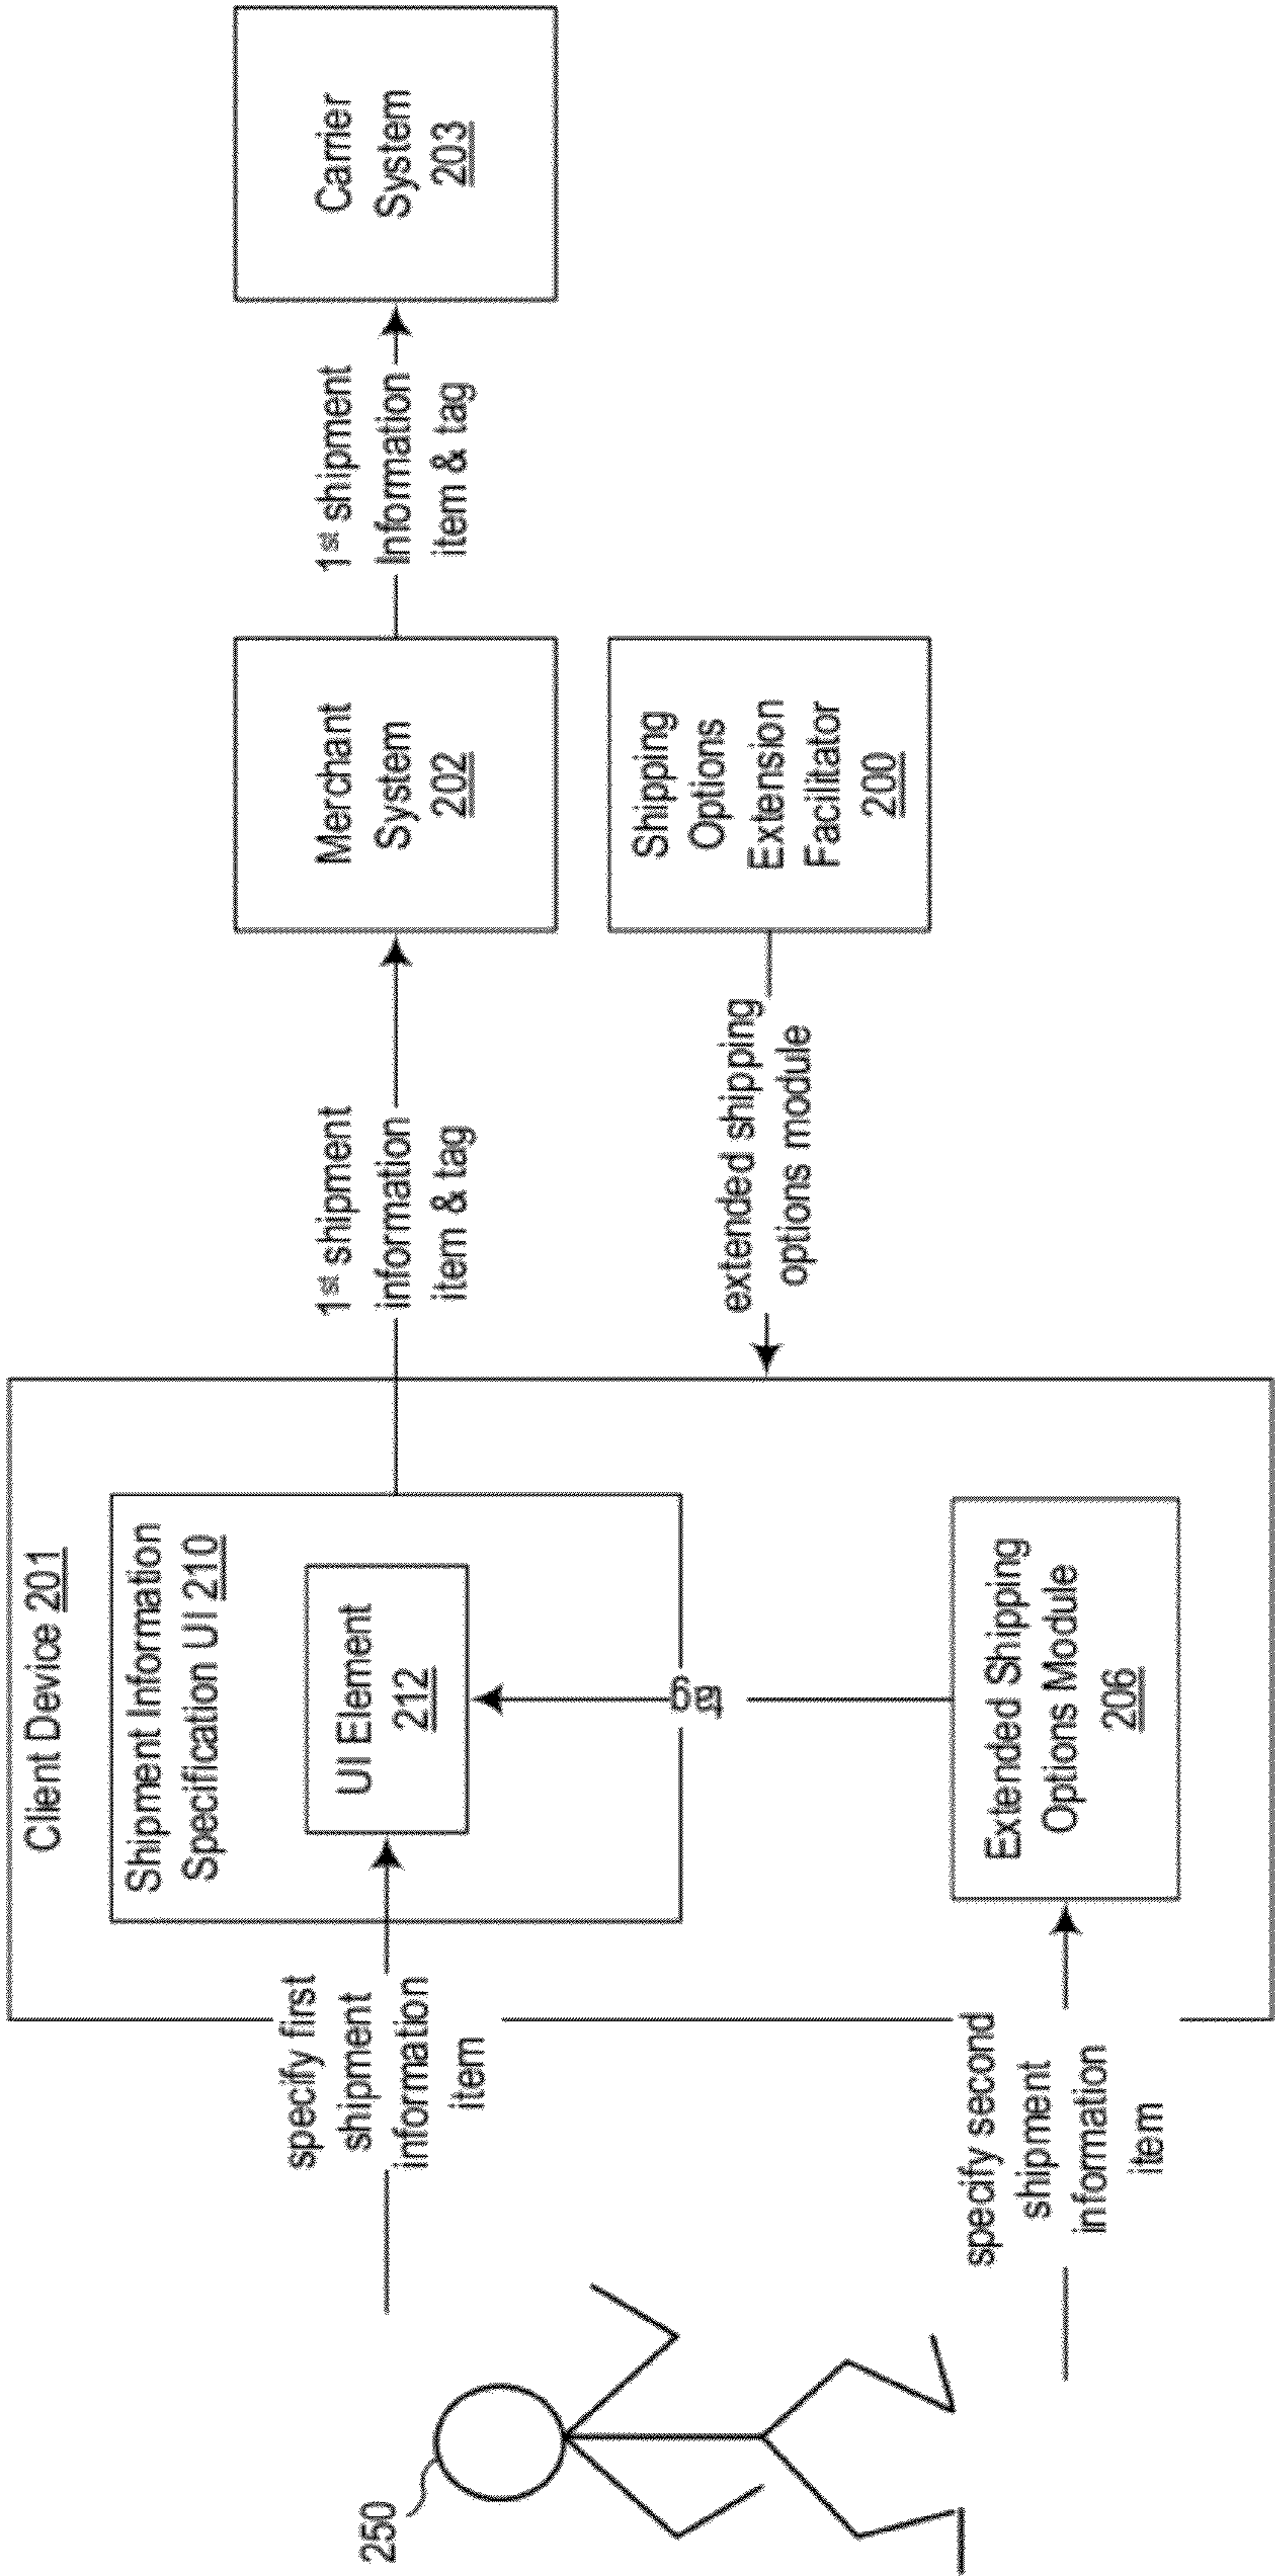 250
specify first
shipment
information
item
specify second
shipment
information
item
Client Device 201
Shipment Information
Specification UI 210
UI Element
212
tag
Extended Shipping
Options Module
206
1st shipment
information
item & tag
extended shipping
options module
Merchant
System
202
Shipping
Options
Extension
Facilitator
200
1st shipment
Information
item & tag
Carrier
System
203